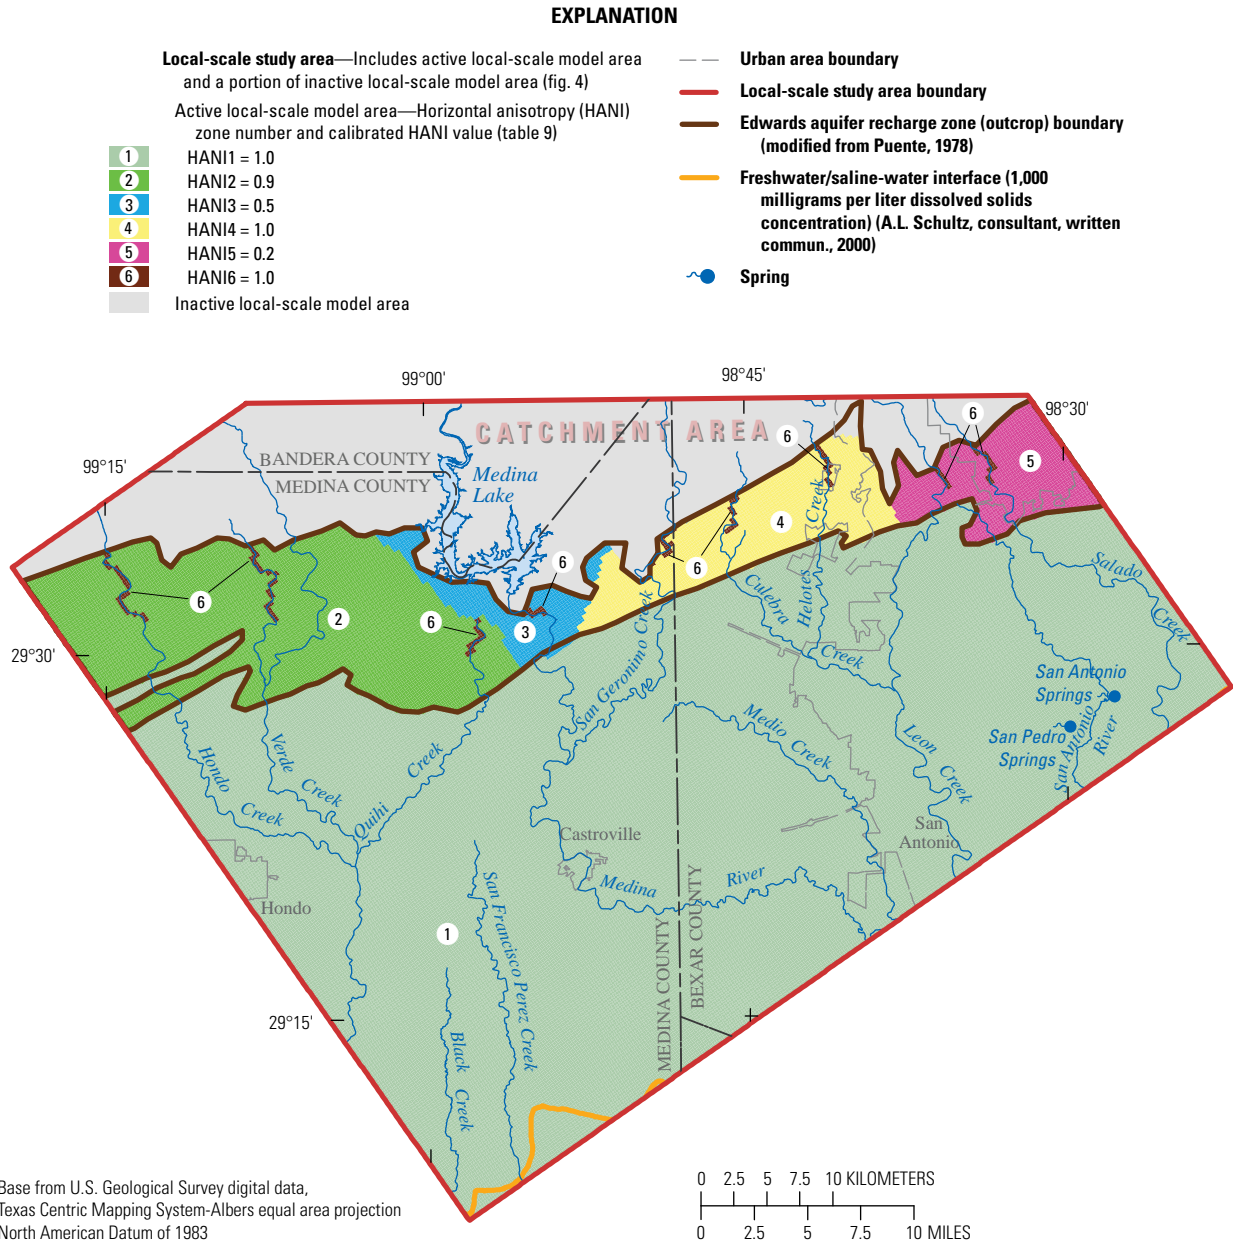 EXPLANATION
Local-scale study area—Includes active local-scale model area
and a portion of inactive local-scale model area (fig. 4)
Active local-scale model area—Horizontal anisotropy (HANI)
zone number and calibrated HANI value (table 9)
1 HANI1 = 1.0
2 HANI2 = 0.9
3 HANI3 = 0.5
4 HANI4 = 1.0
5 HANI5 = 0.2
6 HANI6 = 1.0
Inactive local-scale model area
Urban area boundary
Local-scale study area boundary
Edwards aquifer recharge zone (outcrop) boundary
(modified from Puente, 1978)
Freshwater/saline-water interface (1,000
milligrams per liter dissolved solids
concentration) (A.L. Schultz, consultant, written
commun., 2000)
Spring
99°00'
98°45'
98°30'
99°15'
CATCHMENT AREA
BANDERA COUNTY
MEDINA COUNTY
Medina
Lake
6
6
5
4
6
6
6
2
6
3
29°30'
Culebra
Creek
Helotes
Creek
San Geronimo Creek
Salado
Creek
San Antonio
Springs
San Pedro
Springs
San Antonio
River
Medio Creek
Leon Creek
Hondo
Creek
Verde
Creek
Quihi
Creek
Castroville
San
Antonio
Medina River
Hondo
1
San Francisco Perez Creek
Black Creek
MEDINA COUNTY
BEXAR COUNTY
29°15'
Base from U.S. Geological Survey digital data,
Texas Centric Mapping System-Albers equal area projection
North American Datum of 1983
0 2.5 5 7.5 10 KILOMETERS
0 2.5 5 7.5 10 MILES